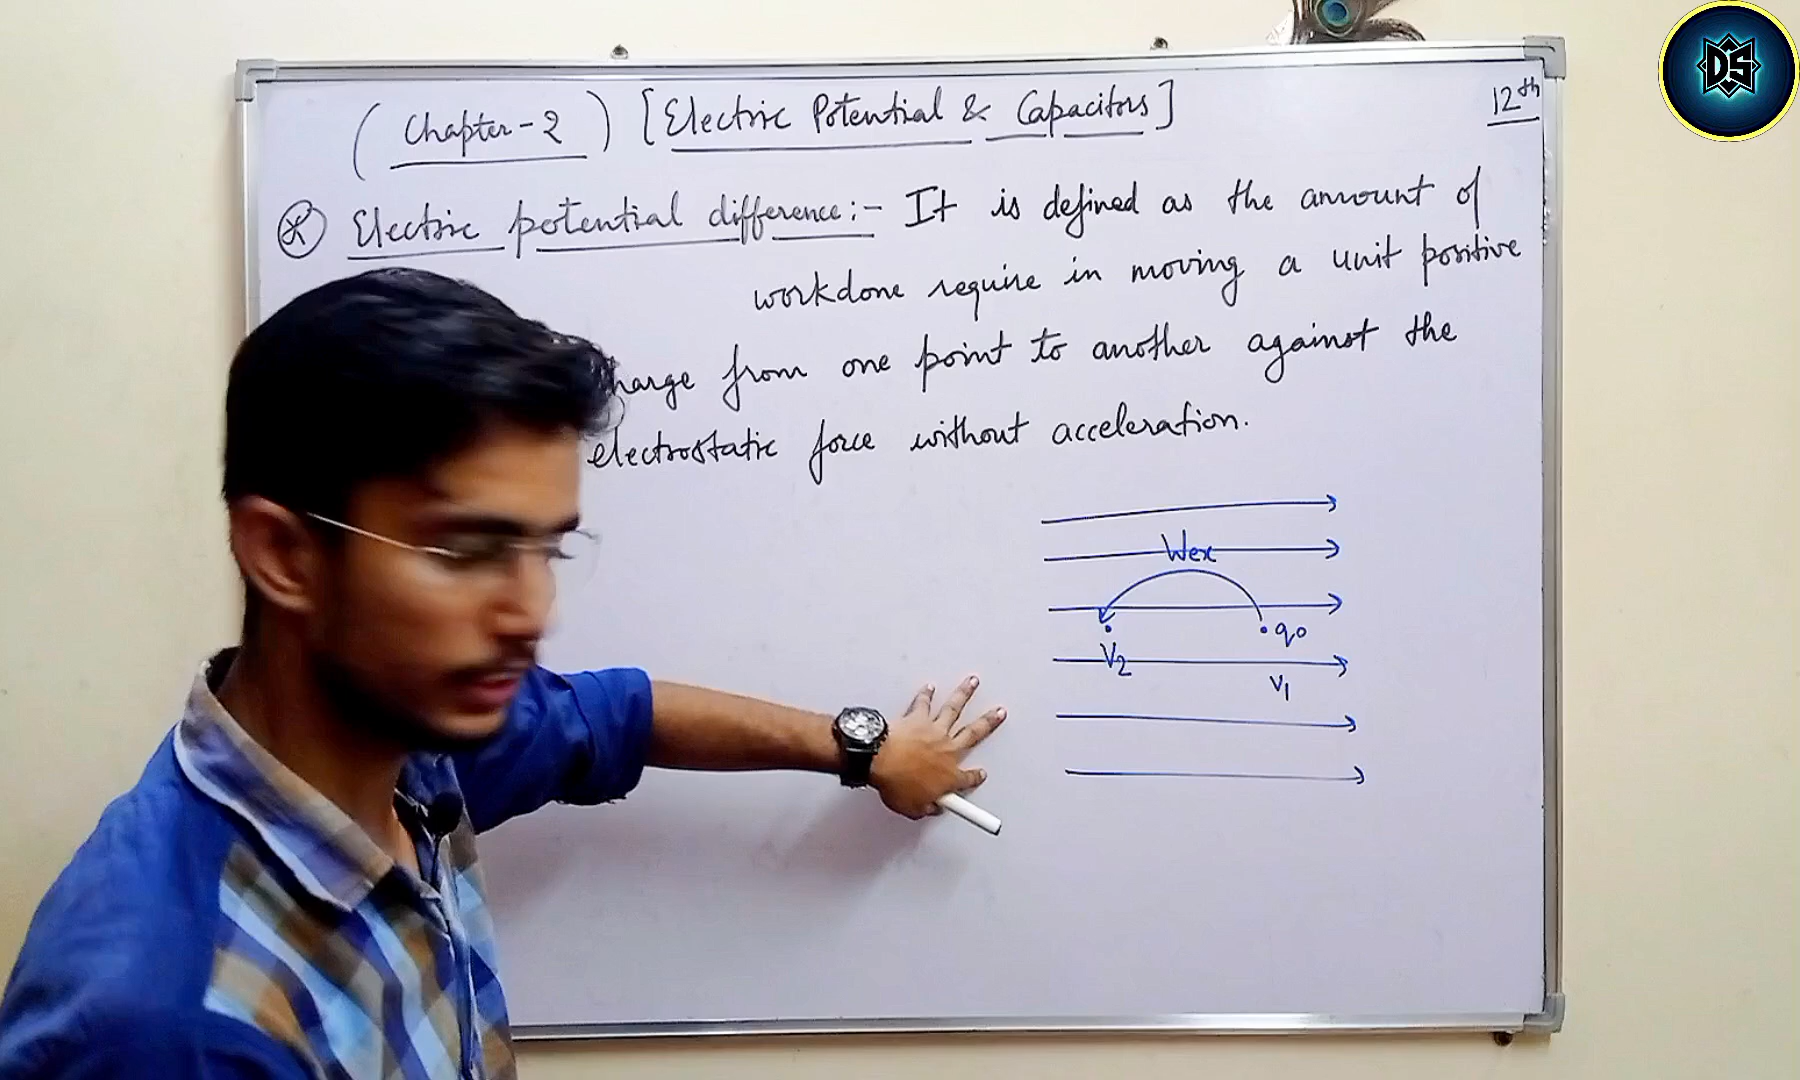 (Chapter-2) [Electric Potential & Capacitors]
12th
Electric potential difference:- It is defined as the amount of
workdone require in moving a unit positive
harge from one point to another against the
electrostatic force without acceleration.
Wex
q0
V2
V1
DS